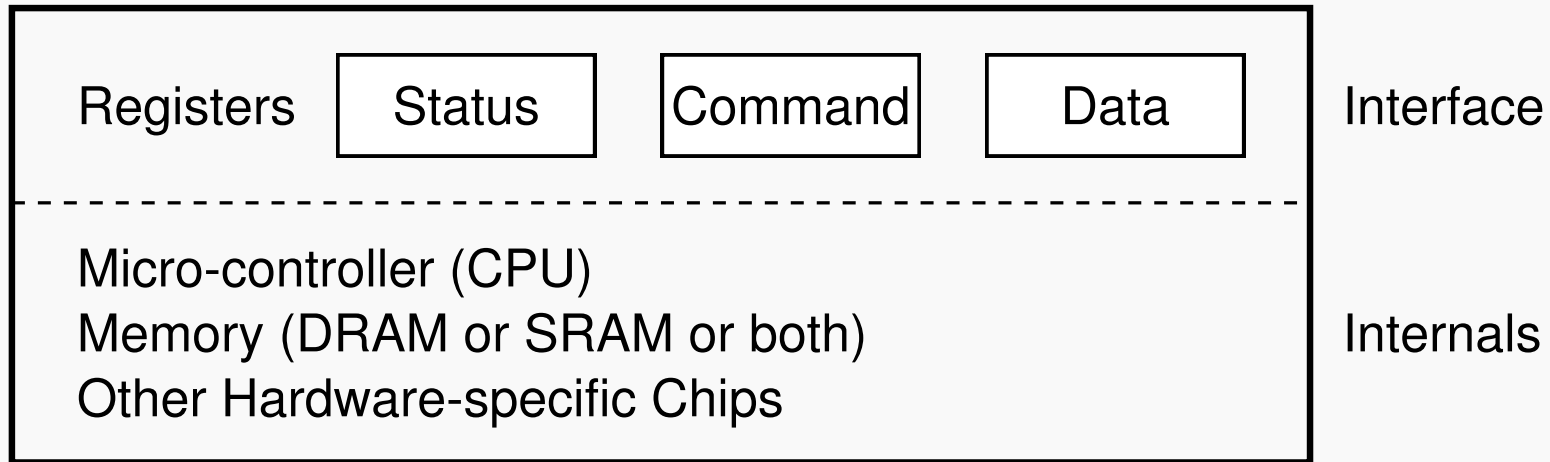 Registers Status Command Data Interface
Micro-controller (CPU)
Memory (DRAM or SRAM or both) Internals
Other Hardware-specific Chips